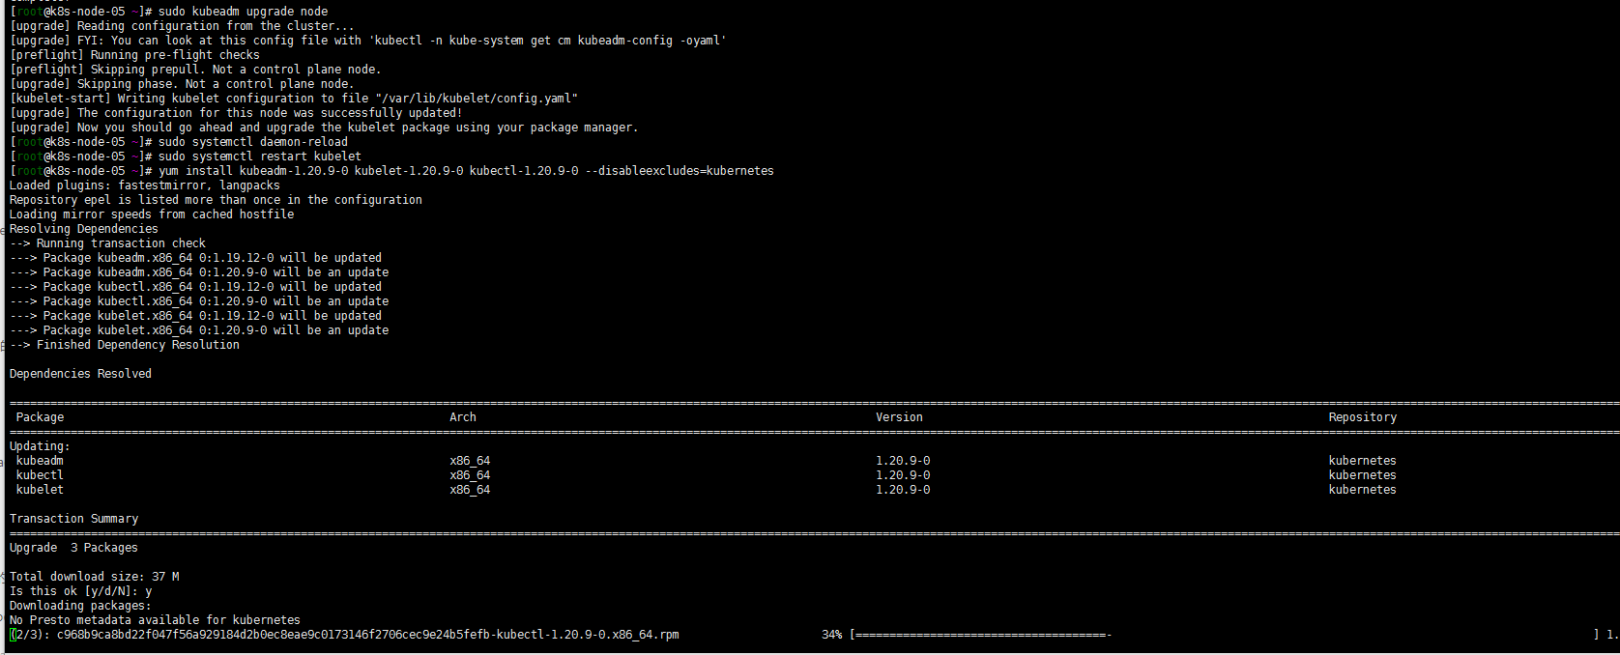 [root@k8s-node-05 ~]# sudo kubeadm upgrade node
[upgrade] Reading configuration from the cluster...
[upgrade] FYI: You can look at this config file with 'kubectl -n kube-system get cm kubeadm-config -oyaml'
[preflight] Running pre-flight checks
[preflight] Skipping prepull. Not a control plane node.
[upgrade] Skipping phase. Not a control plane node.
[kubelet-start] Writing kubelet configuration to file "/var/lib/kubelet/config.yaml"
[upgrade] The configuration for this node was successfully updated!
[upgrade] Now you should go ahead and upgrade the kubelet package using your package manager.
[root@k8s-node-05 ~]# sudo systemctl daemon-reload
[root@k8s-node-05 ~]# sudo systemctl restart kubelet
[root@k8s-node-05 ~]# yum install kubeadm-1.20.9-0 kubelet-1.20.9-0 kubectl-1.20.9-0 --disableexcludes=kubernetes
Loaded plugins: fastestmirror, langpacks
Repository epel is listed more than once in the configuration
Loading mirror speeds from cached hostfile
Resolving Dependencies
--> Running transaction check
---> Package kubeadm.x86_64 0:1.19.12-0 will be updated
---> Package kubeadm.x86_64 0:1.20.9-0 will be an update
---> Package kubectl.x86_64 0:1.19.12-0 will be updated
---> Package kubectl.x86_64 0:1.20.9-0 will be an update
---> Package kubelet.x86_64 0:1.19.12-0 will be updated
---> Package kubelet.x86_64 0:1.20.9-0 will be an update
--> Finished Dependency Resolution
Dependencies Resolved
Package Arch Version Repository
Updating:
kubeadm x86_64 1.20.9-0 kubernetes
kubectl x86_64 1.20.9-0 kubernetes
kubelet x86_64 1.20.9-0 kubernetes
Transaction Summary
Upgrade 3 Packages
Total download size: 37 M
Is this ok [y/d/N]: y
Downloading packages:
No Presto metadata available for kubernetes
(2/3): c968b9ca8bd22f047f56a929184d2b0ec8eae9c0173146f2706cec9e24b5fefb-kubectl-1.20.9-0.x86_64.rpm 34% [=====================================- ] 1.